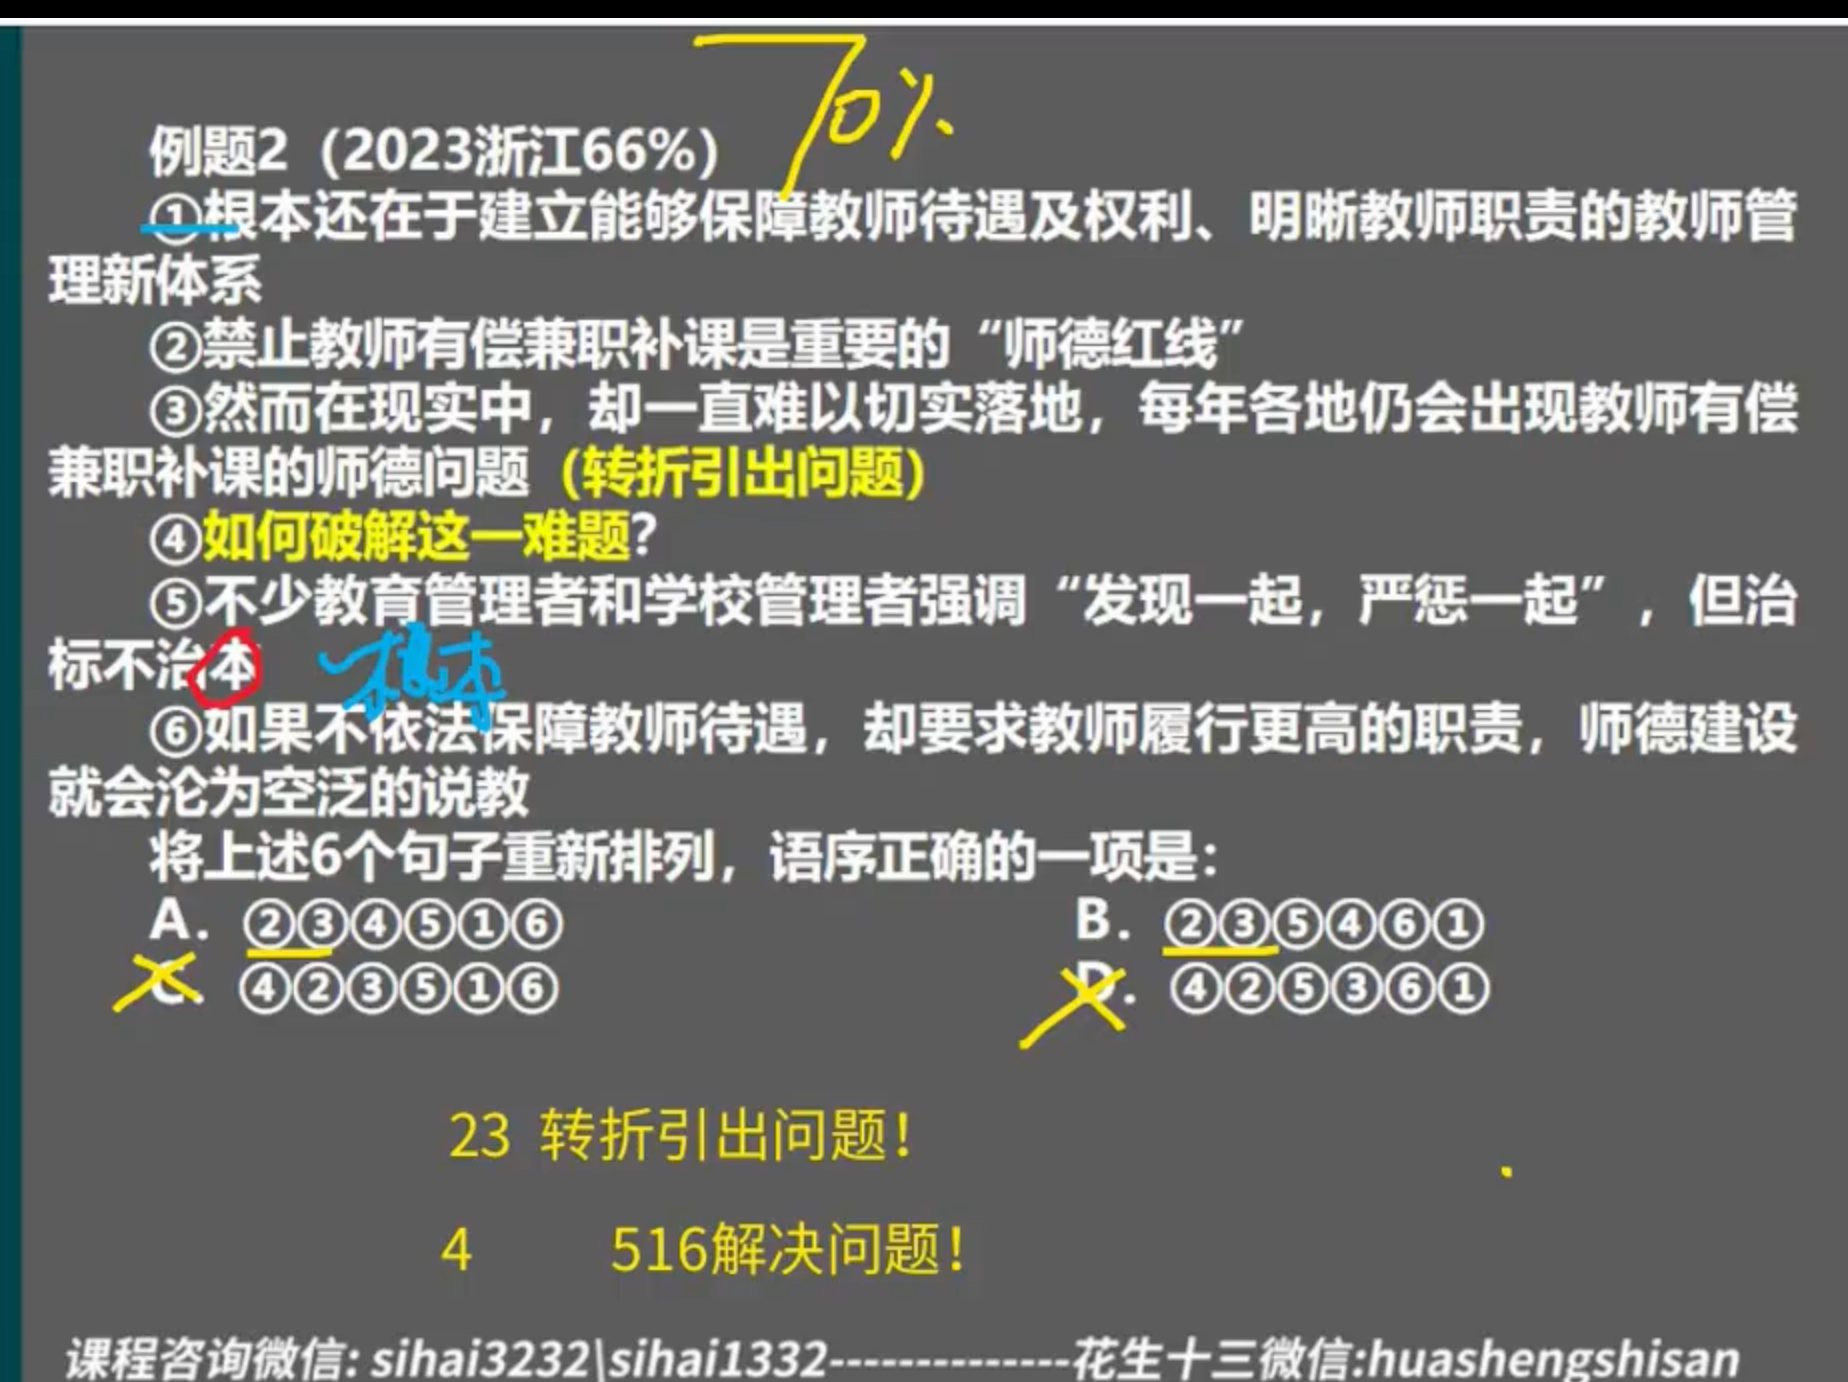 70%
例题2（2023浙江66%）
①根本还在于建立能够保障教师待遇及权利、明晰教师职责的教师管
理新体系
②禁止教师有偿兼职补课是重要的“师德红线”
③然而在现实中，却一直难以切实落地，每年各地仍会出现教师有偿
兼职补课的师德问题（转折引出问题）
④如何破解这一难题？
⑤不少教育管理者和学校管理者强调“发现一起，严惩一起”，但治
标不治本 根本
⑥如果不依法保障教师待遇，却要求教师履行更高的职责，师德建设
就会沦为空泛的说教
将上述6个句子重新排列，语序正确的一项是：
A. ②③④⑤①⑥ B. ②③⑤④⑥①
C. ④②③⑤①⑥ D. ④②⑤③⑥①
23 转折引出问题！
4 516解决问题！
课程咨询微信: sihai3232\sihai1332--------------花生十三微信:huashengshisan